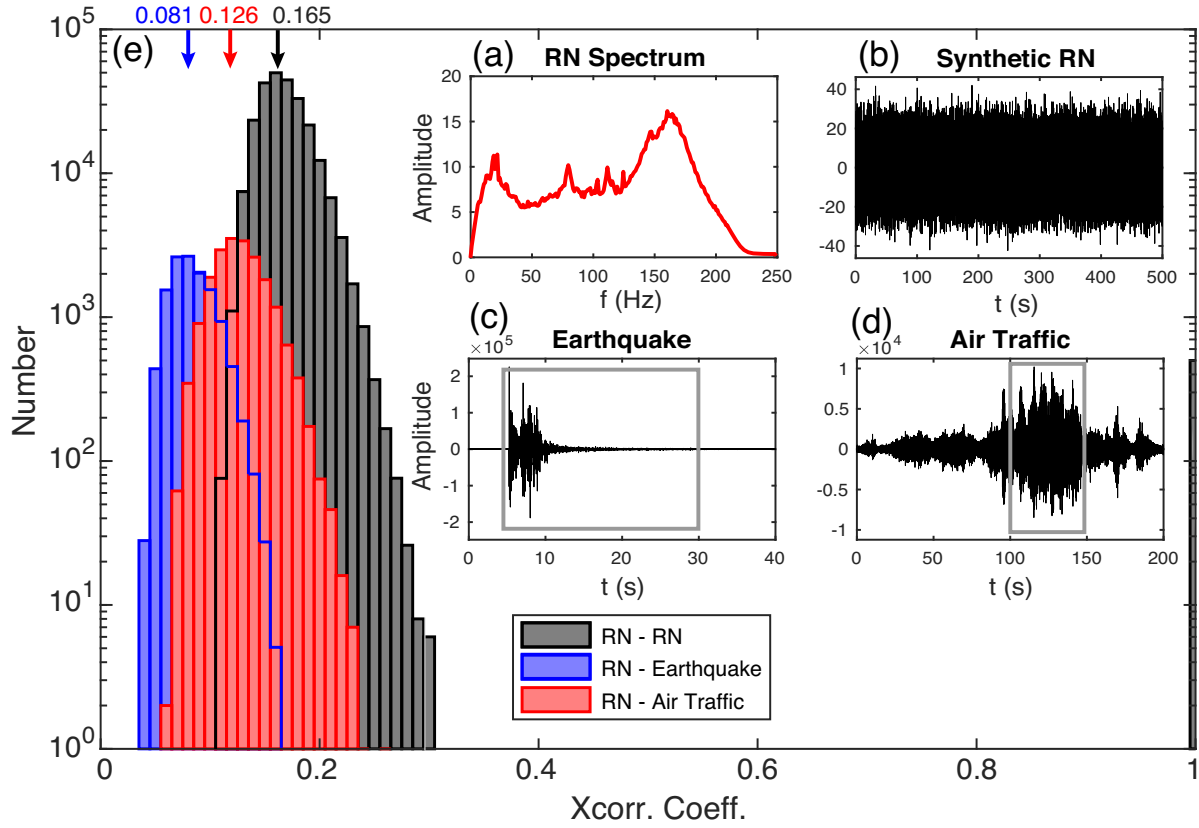 0.081 0.126 0.165
(e)
10^5
10^4
10^3
10^2
10^1
10^0
Number
0 0.2 0.4 0.6 0.8 1
Xcorr. Coeff.
(a) RN Spectrum
20
15
10
5
0
Amplitude
0 50 100 150 200 250
f (Hz)
(b) Synthetic RN
40
20
0
-20
-40
0 100 200 300 400 500
t (s)
(c) Earthquake
×10^5
2
1
0
-1
-2
Amplitude
0 10 20 30 40
t (s)
(d) Air Traffic
×10^4
1
0.5
0
-0.5
-1
0 50 100 150 200
t (s)
RN - RN
RN - Earthquake
RN - Air Traffic